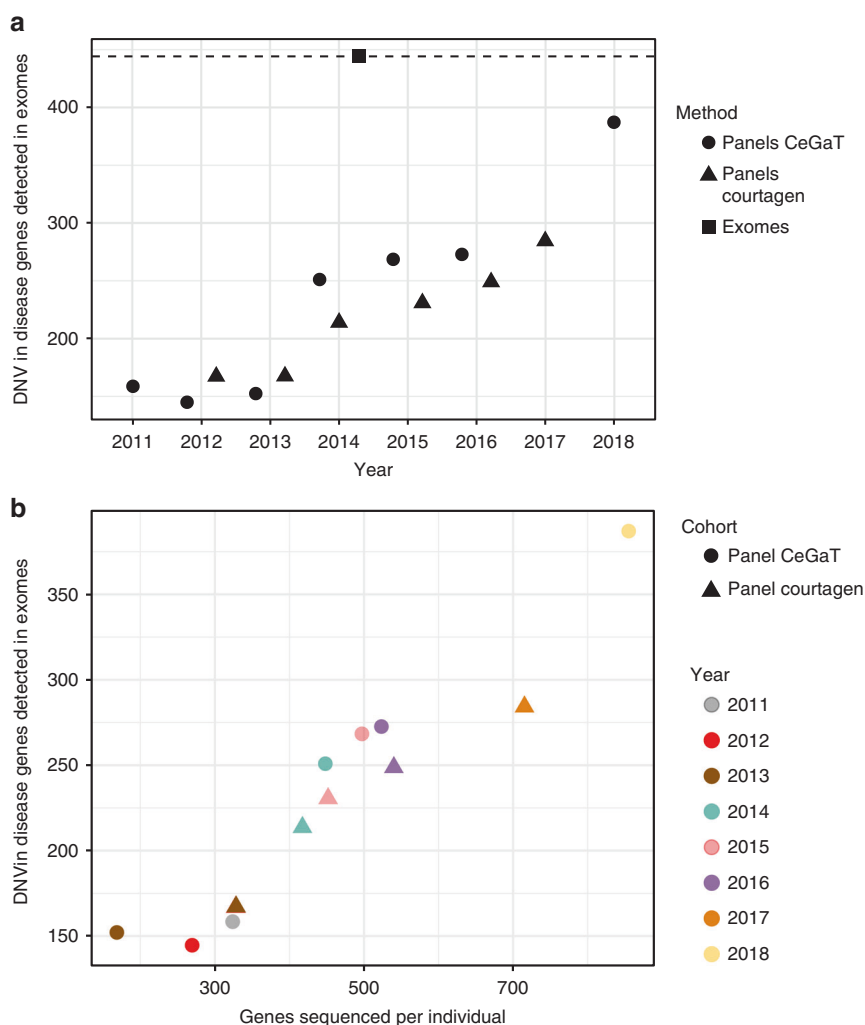 a
DNV in disease genes detected in exomes
400
300
200
2011 2012 2013 2014 2015 2016 2017 2018
Year
Method
Panels CeGaT
Panels
courtagen
Exomes
b
DNVin disease genes detected in exomes
350
300
250
200
150
300 500 700
Genes sequenced per individual
Cohort
Panel CeGaT
Panel courtagen
Year
2011
2012
2013
2014
2015
2016
2017
2018